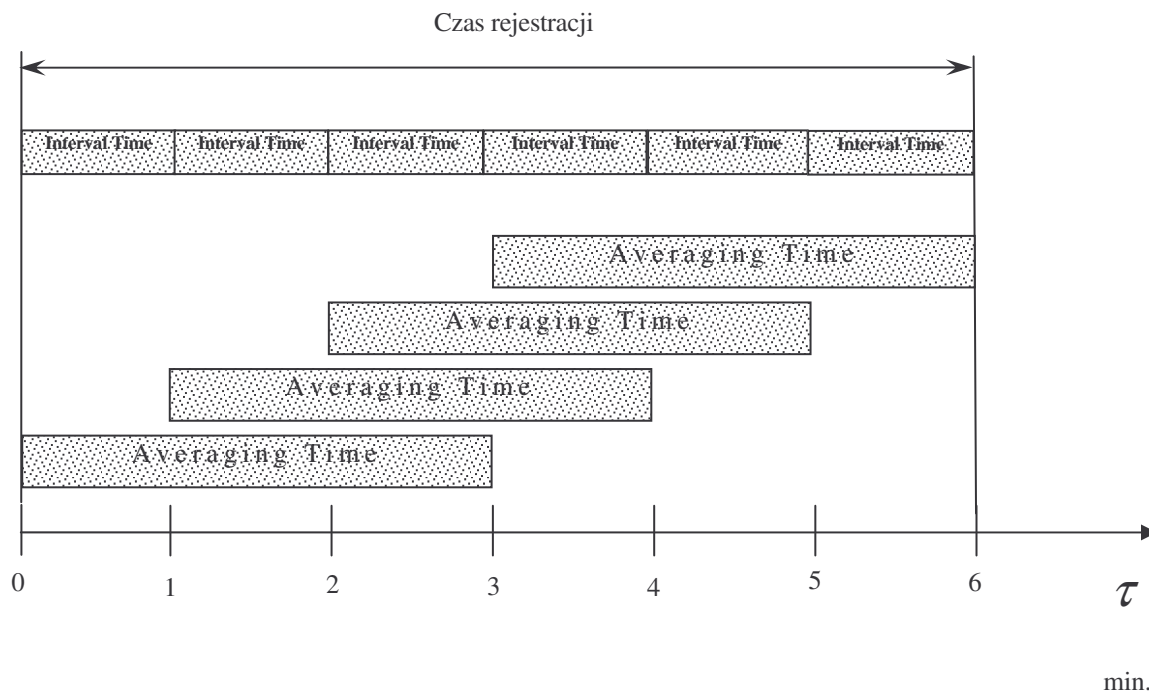 Czas rejestracji
Interval Time Interval Time Interval Time Interval Time Interval Time Interval Time
Averaging Time
Averaging Time
Averaging Time
Averaging Time
0 1 2 3 4 5 6 τ
min.